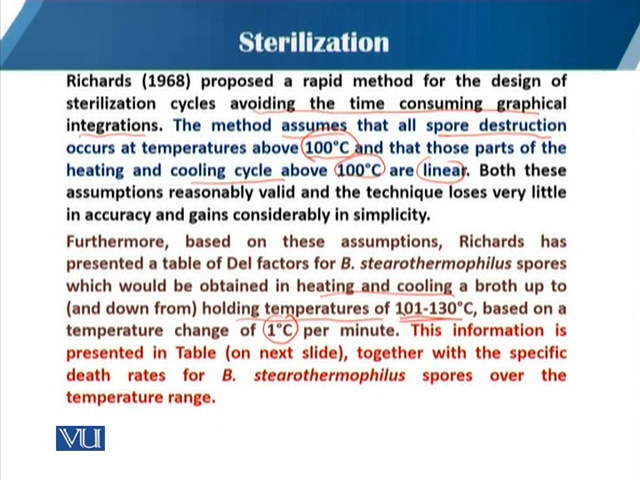 Sterilization
Richards (1968) proposed a rapid method for the design of
sterilization cycles avoiding the time consuming graphical
integrations. The method assumes that all spore destruction
occurs at temperatures above 100°C and that those parts of the
heating and cooling cycle above 100°C are linear. Both these
assumptions reasonably valid and the technique loses very little
in accuracy and gains considerably in simplicity.
Furthermore, based on these assumptions, Richards has
presented a table of Del factors for B. stearothermophilus spores
which would be obtained in heating and cooling a broth up to
(and down from) holding temperatures of 101-130°C, based on a
temperature change of 1°C per minute. This information is
presented in Table (on next slide), together with the specific
death rates for B. stearothermophilus spores over the
temperature range.
VU